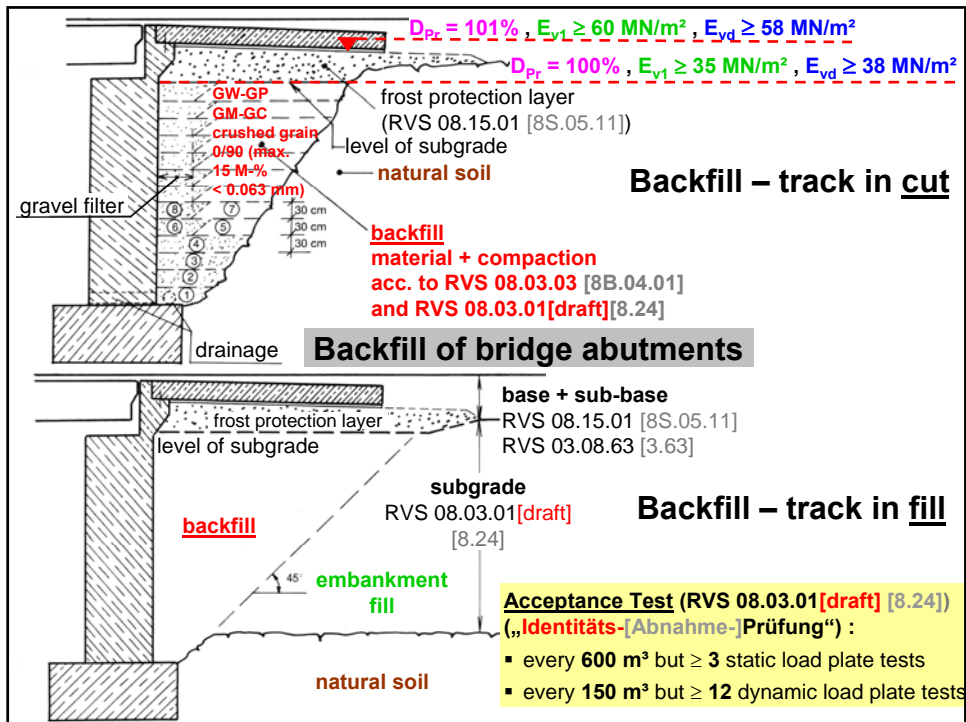 D_Pr = 101% , E_v1 ≥ 60 MN/m² , E_vd ≥ 58 MN/m²
D_Pr = 100% , E_v1 ≥ 35 MN/m² , E_vd ≥ 38 MN/m²
GW-GP
GM-GC
crushed grain
0/90 (max.
15 M-%
< 0.063 mm)
frost protection layer
(RVS 08.15.01 [8S.05.11])
level of subgrade
natural soil
Backfill – track in cut
gravel filter
8 7
6 5
4
3
2
1
30 cm
30 cm
30 cm
backfill
material + compaction
acc. to RVS 08.03.03 [8B.04.01]
and RVS 08.03.01[draft][8.24]
drainage
Backfill of bridge abutments
base + sub-base
RVS 08.15.01 [8S.05.11]
RVS 03.08.63 [3.63]
frost protection layer
level of subgrade
subgrade
RVS 08.03.01[draft]
[8.24]
Backfill – track in fill
backfill
45°
embankment
fill
natural soil
Acceptance Test (RVS 08.03.01[draft] [8.24])
(„Identitäts-[Abnahme-]Prüfung“) :
▪ every 600 m³ but ≥ 3 static load plate tests
▪ every 150 m³ but ≥ 12 dynamic load plate tests